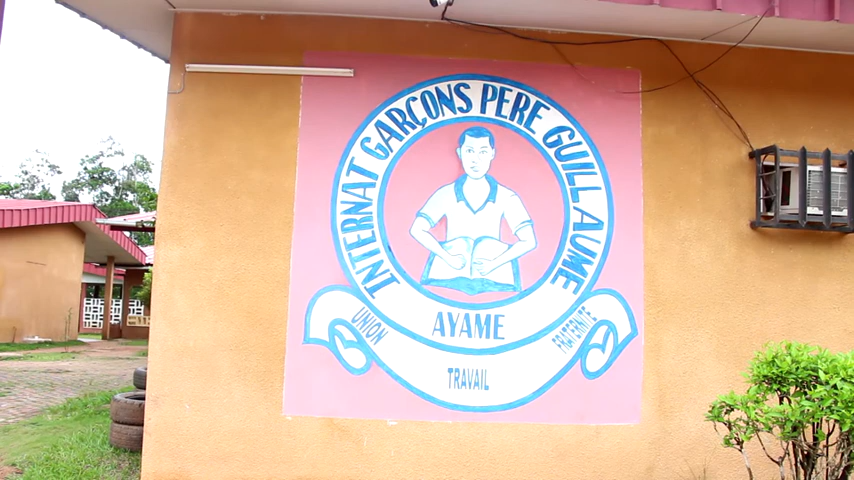 INTERNAT GARÇONS PERE GUILLAUME
AYAME
UNION
TRAVAIL
FRATERNITE